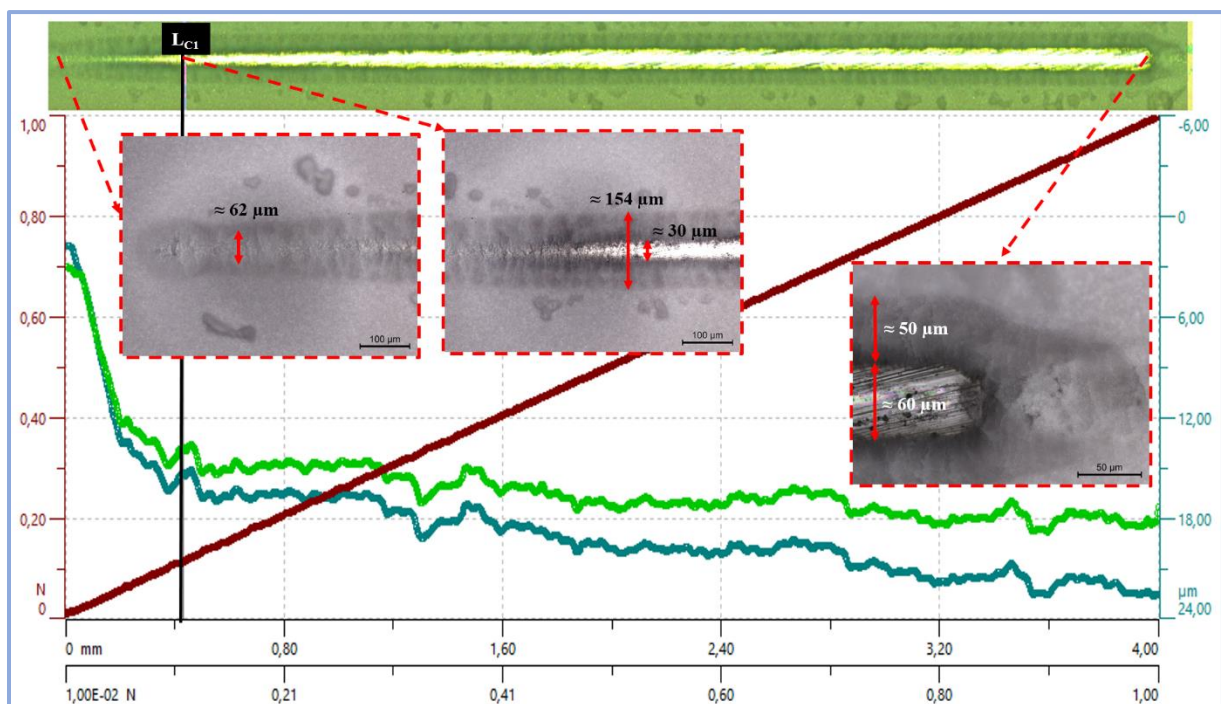 LC1
1,00
-6,00
≈ 62 µm
≈ 154 µm
≈ 30 µm
100 µm
100 µm
0,80
0
0,60
6,00
≈ 50 µm
≈ 60 µm
50 µm
0,40
12,00
0,20
18,00
N
0
µm
24,00
0 mm 0,80 1,60 2,40 3,20 4,00
1,00E-02 N 0,21 0,41 0,60 0,80 1,00